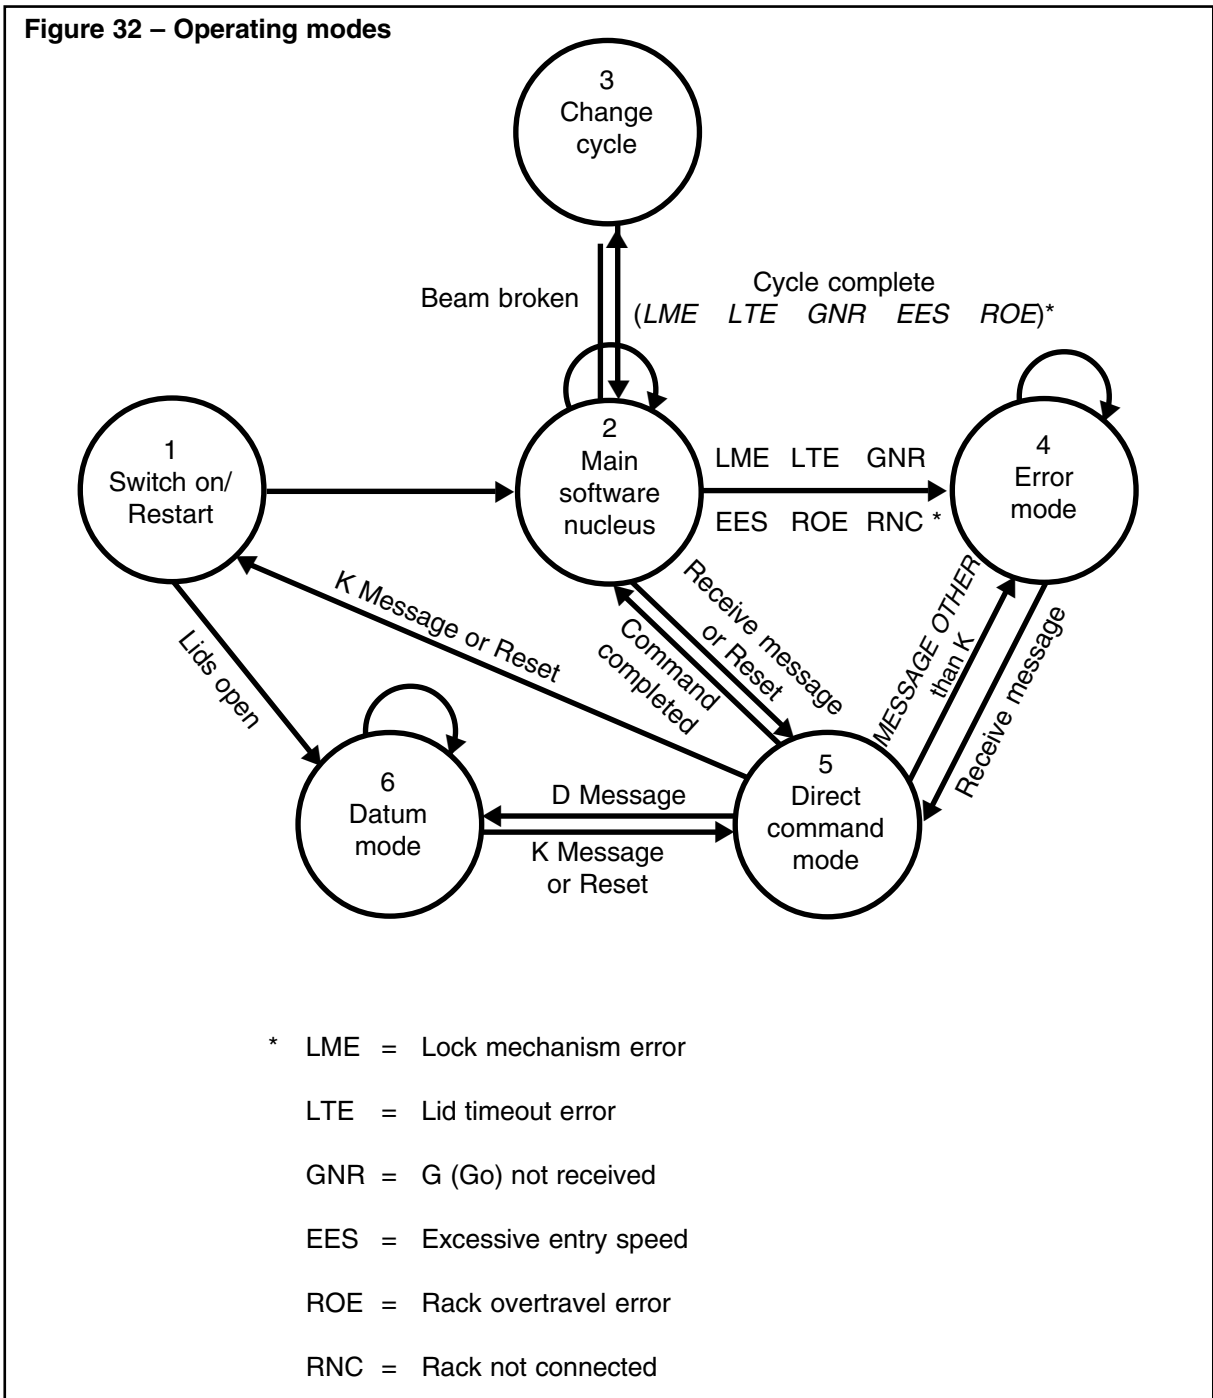 Figure 32 – Operating modes
3
Change
cycle
Beam broken
Cycle complete
(LME LTE GNR EES ROE)*
1
Switch on/
Restart
2
Main
software
nucleus
LME LTE GNR
EES ROE RNC *
4
Error
mode
K Message or Reset
Lids open
Receive message
or Reset
Command
completed
MESSAGE OTHER
than K
Receive message
6
Datum
mode
D Message
K Message
or Reset
5
Direct
command
mode
* LME = Lock mechanism error
LTE = Lid timeout error
GNR = G (Go) not received
EES = Excessive entry speed
ROE = Rack overtravel error
RNC = Rack not connected